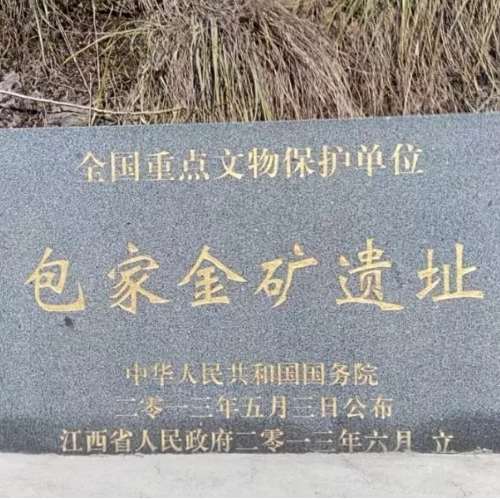 全国重点文物保护单位
包家金矿遗址
中华人民共和国国务院
二零一三年五月三日公布
江西省人民政府二零一三年六月 立